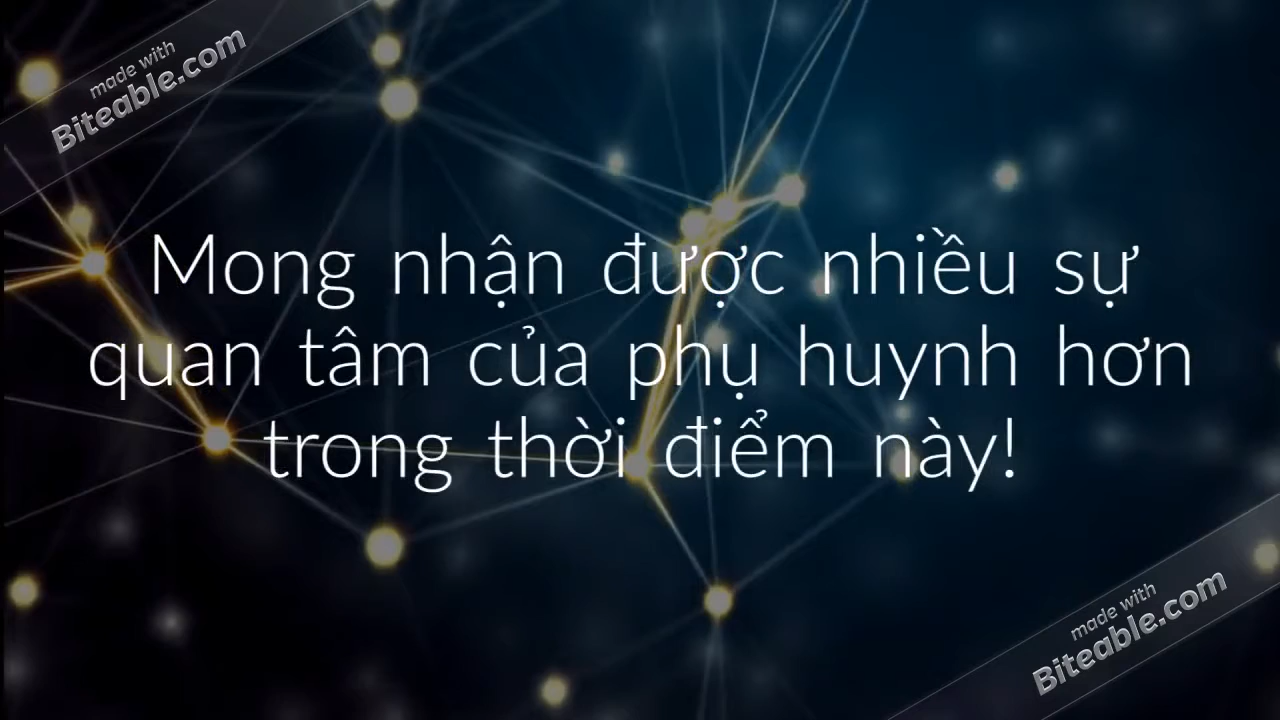 made with
Biteable.com
Mong nhận được nhiều sự
quan tâm của phụ huynh hơn
trong thời điểm này!
made with
Biteable.com